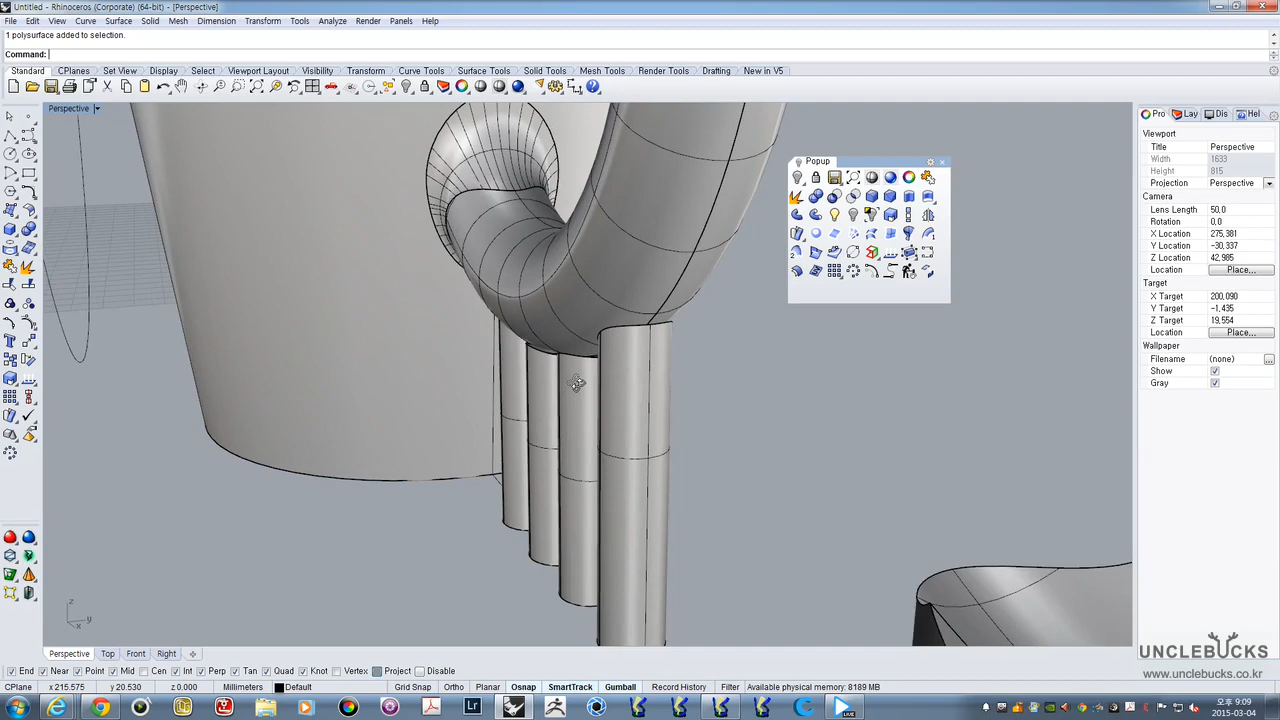 Untitled - Rhinoceros (Corporate) (64-bit) - [Perspective]
File Edit View Curve Surface Solid Mesh Dimension Transform Tools Analyze Render Panels Help
1 polysurface added to selection.
Command:
Standard CPlanes Set View Display Select Viewport Layout Visibility Transform Curve Tools Surface Tools Solid Tools Mesh Tools Render Tools Drafting New in V5
Perspective
Popup
Pro Lay Dis Hel
Viewport
Title Perspective
Width 1633
Height 815
Projection Perspective
Camera
Lens Length 50,0
Rotation 0,0
X Location 275,381
Y Location -30,337
Z Location 42,985
Location Place...
Target
X Target 200,090
Y Target -1,435
Z Target 19,554
Location Place...
Wallpaper
Filename (none) ...
Show
Gray
z
y
x
Perspective Top Front Right
End Near Point Mid Cen Int Perp Tan Quad Knot Vertex Project Disable
UNCLEBUCKS
www.unclebucks.co.kr
CPlane x 215.575 y 20.530 z 0.000 Millimeters Default Grid Snap Ortho Planar Osnap SmartTrack Gumball Record History Filter Available physical memory: 8189 MB
Lr
LIVE
오후 9:09
2015-03-04